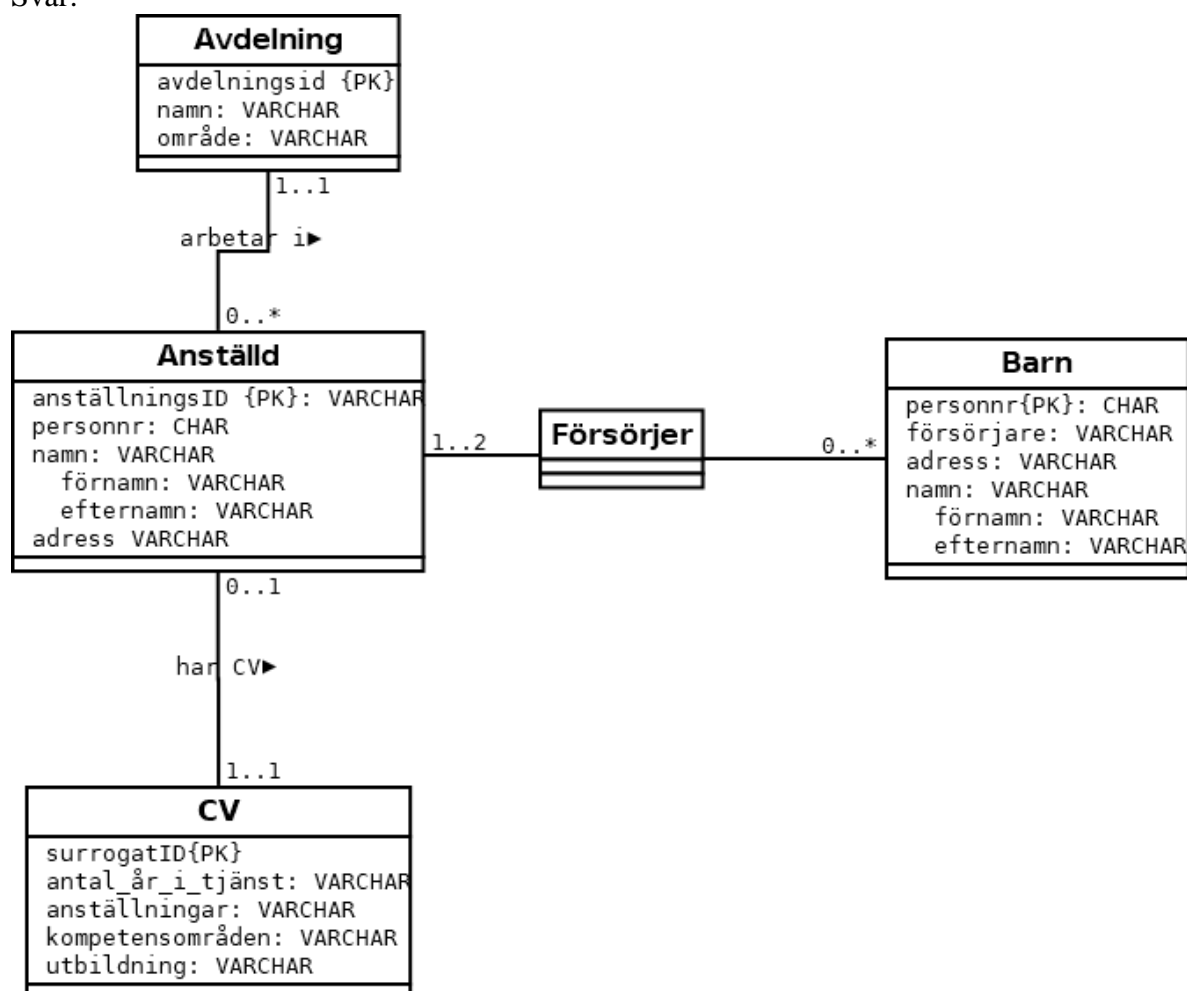 Svar:
Avdelning
avdelningsid {PK}
namn: VARCHAR
område: VARCHAR
1..1
arbetar i►
0..*
Anställd
anställningsID {PK}: VARCHAR
personnr: CHAR
namn: VARCHAR
förnamn: VARCHAR
efternamn: VARCHAR
adress VARCHAR
1..2
Försörjer
0..*
Barn
personnr{PK}: CHAR
försörjare: VARCHAR
adress: VARCHAR
namn: VARCHAR
förnamn: VARCHAR
efternamn: VARCHAR
0..1
har CV►
1..1
CV
surrogatID{PK}
antal_år_i_tjänst: VARCHAR
anställningar: VARCHAR
kompetensområden: VARCHAR
utbildning: VARCHAR